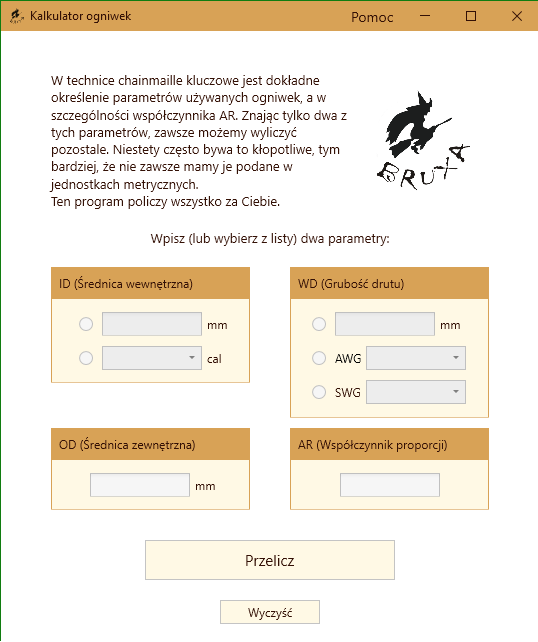 Kalkulator ogniwek
Pomoc
W technice chainmaille kluczowe jest dokładne
określenie parametrów używanych ogniwek, a w
szczególności współczynnika AR. Znając tylko dwa z
tych parametrów, zawsze możemy wyliczyć
pozostale. Niestety często bywa to kłopotliwe, tym
bardziej, że nie zawsze mamy je podane w
jednostkach metrycznych.
Ten program policzy wszystko za Ciebie.
BRUXA
Wpisz (lub wybierz z listy) dwa parametry:
ID (Średnica wewnętrzna)
mm
cal
WD (Grubość drutu)
mm
AWG
SWG
OD (Średnica zewnętrzna)
mm
AR (Współczynnik proporcji)
Przelicz
Wyczyść